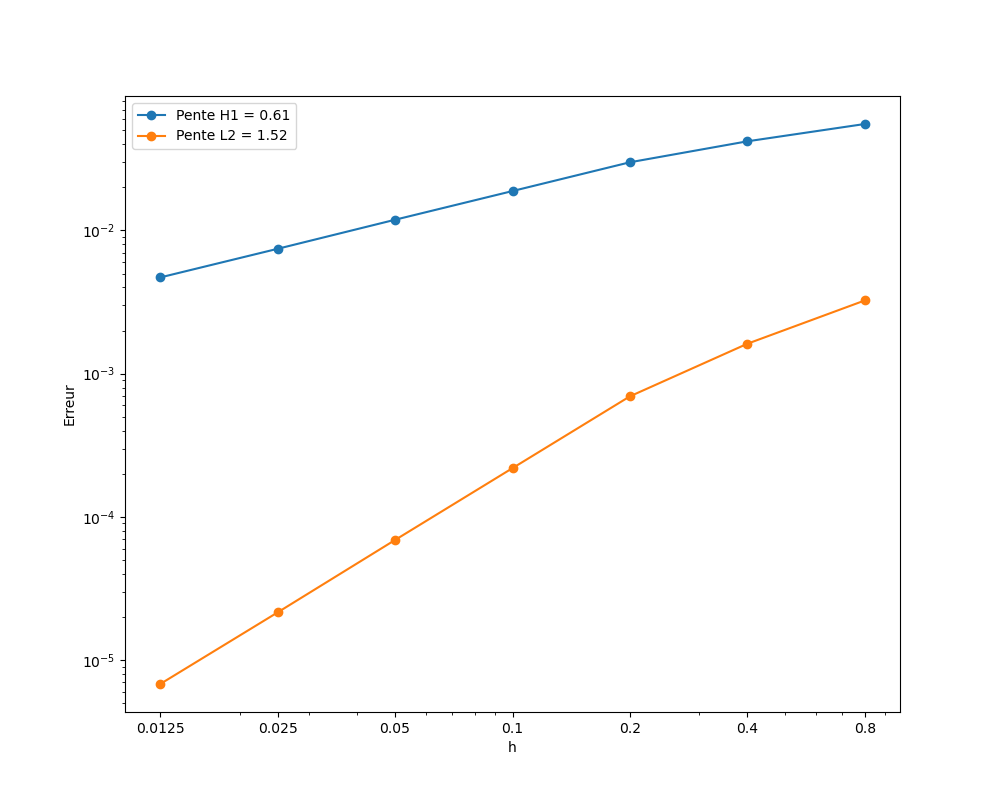 Pente H1 = 0.61
Pente L2 = 1.52
10⁻²
10⁻³
10⁻⁴
10⁻⁵
Erreur
0.0125 0.025 0.05 0.1 0.2 0.4 0.8
h